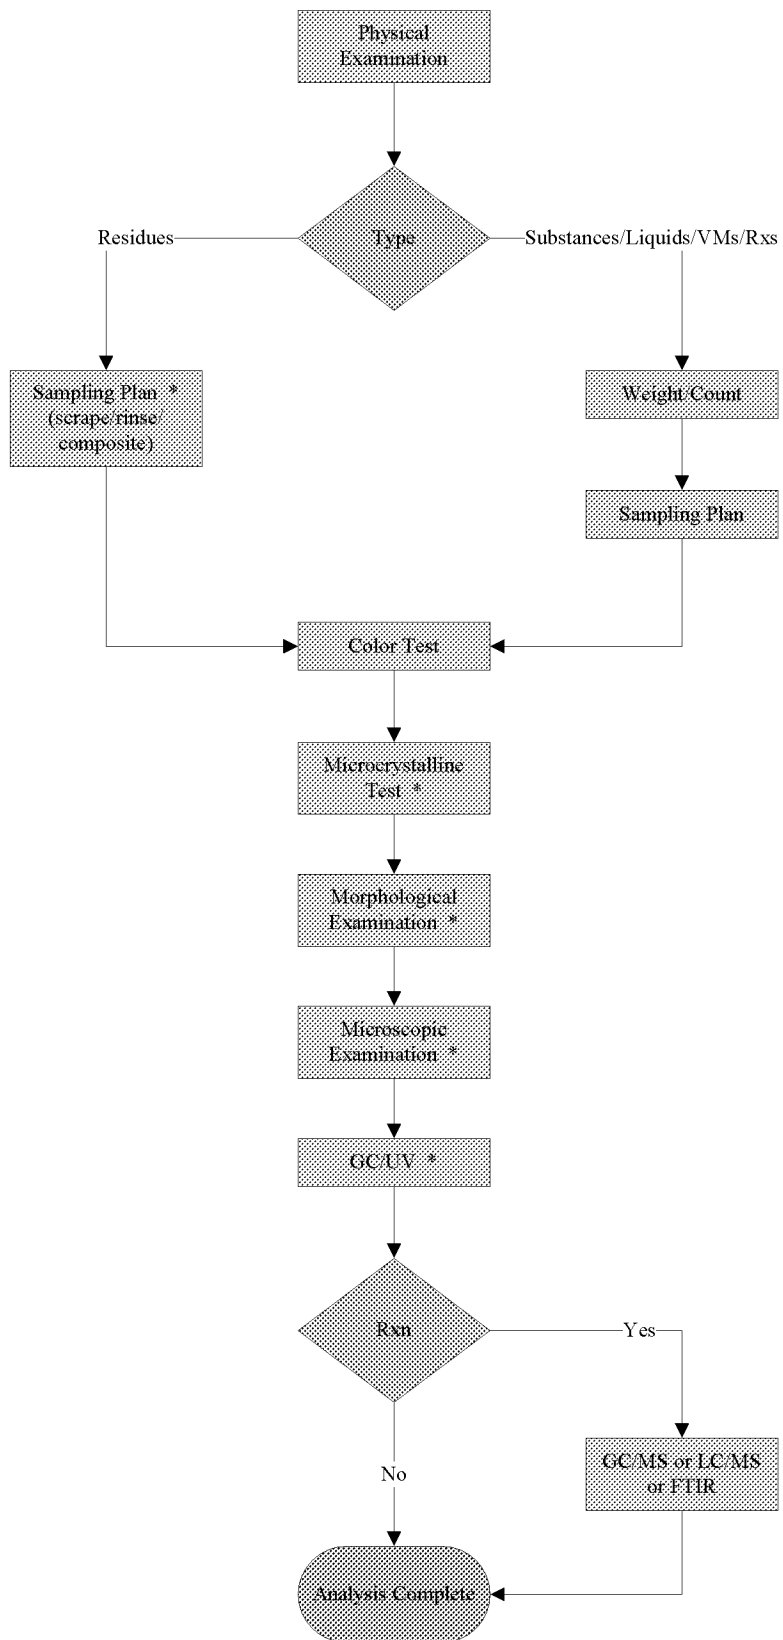 Physical
Examination
Type
Residues
Substances/Liquids/VMs/Rxs
Sampling Plan *
(scrape/rinse/
composite)
Weight/Count
Sampling Plan
Color Test
Microcrystalline
Test *
Morphological
Examination *
Microscopic
Examination *
GC/UV *
Rxn
Yes
GC/MS or LC/MS
or FTIR
No
Analysis Complete